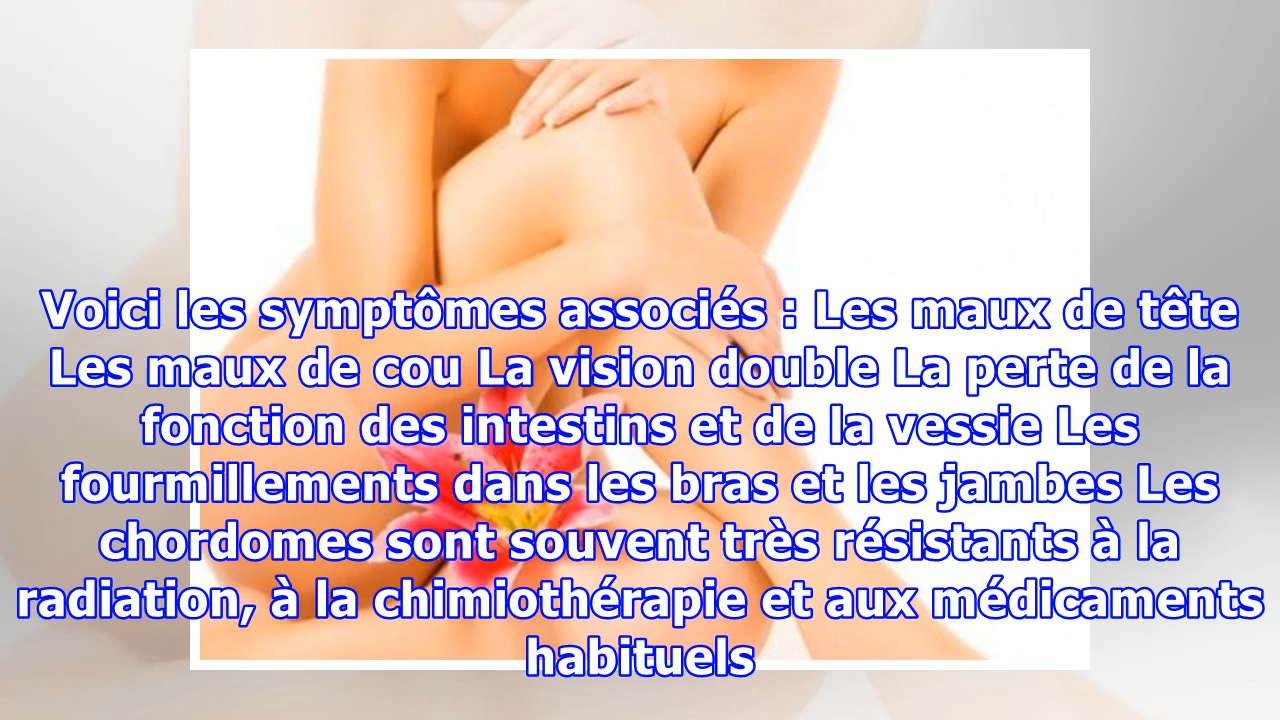 Voici les symptômes associés : Les maux de tête
Les maux de cou La vision double La perte de la
fonction des intestins et de la vessie Les
fourmillements dans les bras et les jambes Les
chordomes sont souvent très résistants à la
radiation, à la chimiothérapie et aux médicaments
habituels